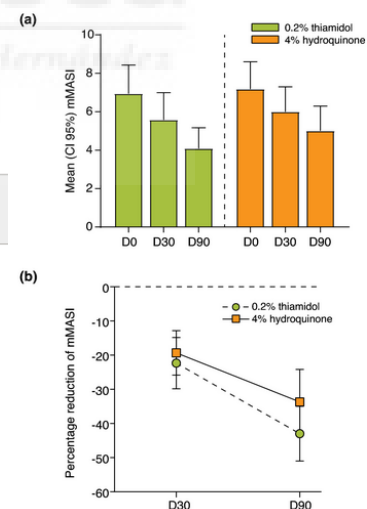 (a)
0.2% thiamidol
4% hydroquinone
Mean (CI 95%) mMASI
10
8
6
4
2
0
D0 D30 D90 D0 D30 D90
(b)
0.2% thiamidol
4% hydroquinone
Percentage reduction of mMASI
0
-10
-20
-30
-40
-50
-60
D30 D90